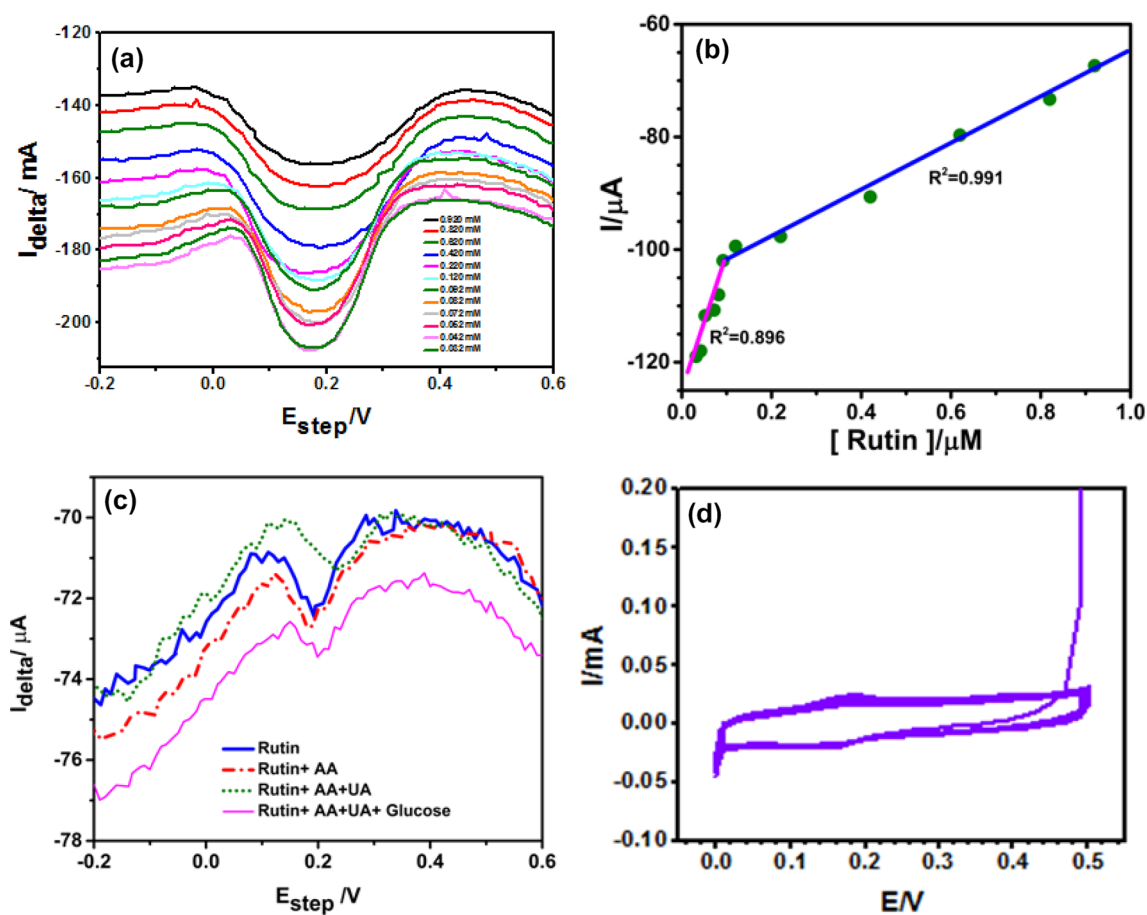 (a)
-120
-140
-160
-180
-200
I_delta/ mA
-0.2 0.0 0.2 0.4 0.6
E_step /V
0.920 mM
0.820 mM
0.620 mM
0.420 mM
0.220 mM
0.120 mM
0.092 mM
0.082 mM
0.072 mM
0.052 mM
0.042 mM
0.032 mM
(b)
-60
-80
-100
-120
I/μA
R²=0.991
R²=0.896
0.0 0.2 0.4 0.6 0.8 1.0
[ Rutin ]/μM
(c)
-70
-72
-74
-76
-78
I_delta/ μA
Rutin
Rutin+ AA
Rutin+ AA+UA
Rutin+ AA+UA+ Glucose
-0.2 0.0 0.2 0.4 0.6
E_step /V
(d)
0.20
0.15
0.10
0.05
0.00
-0.05
-0.10
I/mA
0.0 0.1 0.2 0.3 0.4 0.5
E/V